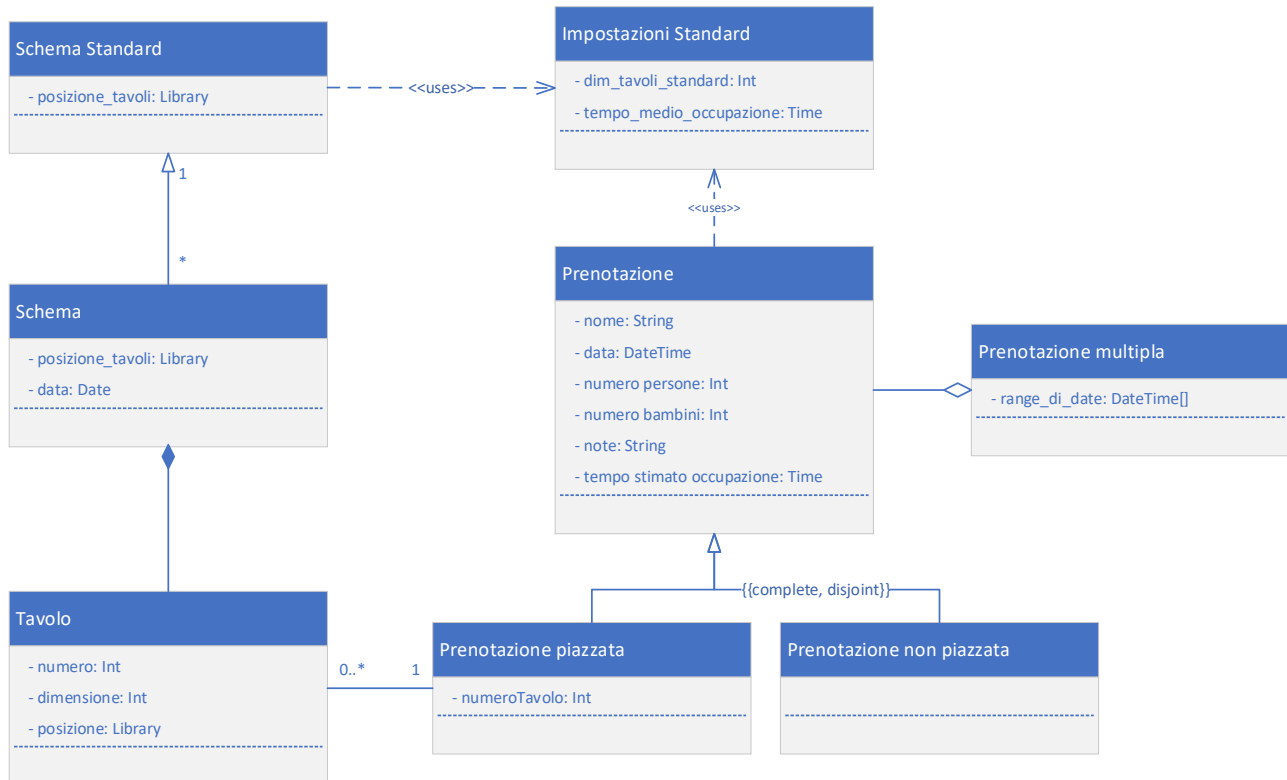 Schema Standard
- posizione_tavoli: Library
<<uses>>
Impostazioni Standard
- dim_tavoli_standard: Int
- tempo_medio_occupazione: Time
1
*
<<uses>>
Schema
- posizione_tavoli: Library
- data: Date
Prenotazione
- nome: String
- data: DateTime
- numero persone: Int
- numero bambini: Int
- note: String
- tempo stimato occupazione: Time
Prenotazione multipla
- range_di_date: DateTime[]
{{complete, disjoint}}
Tavolo
- numero: Int
- dimensione: Int
- posizione: Library
0..*
1
Prenotazione piazzata
- numeroTavolo: Int
Prenotazione non piazzata